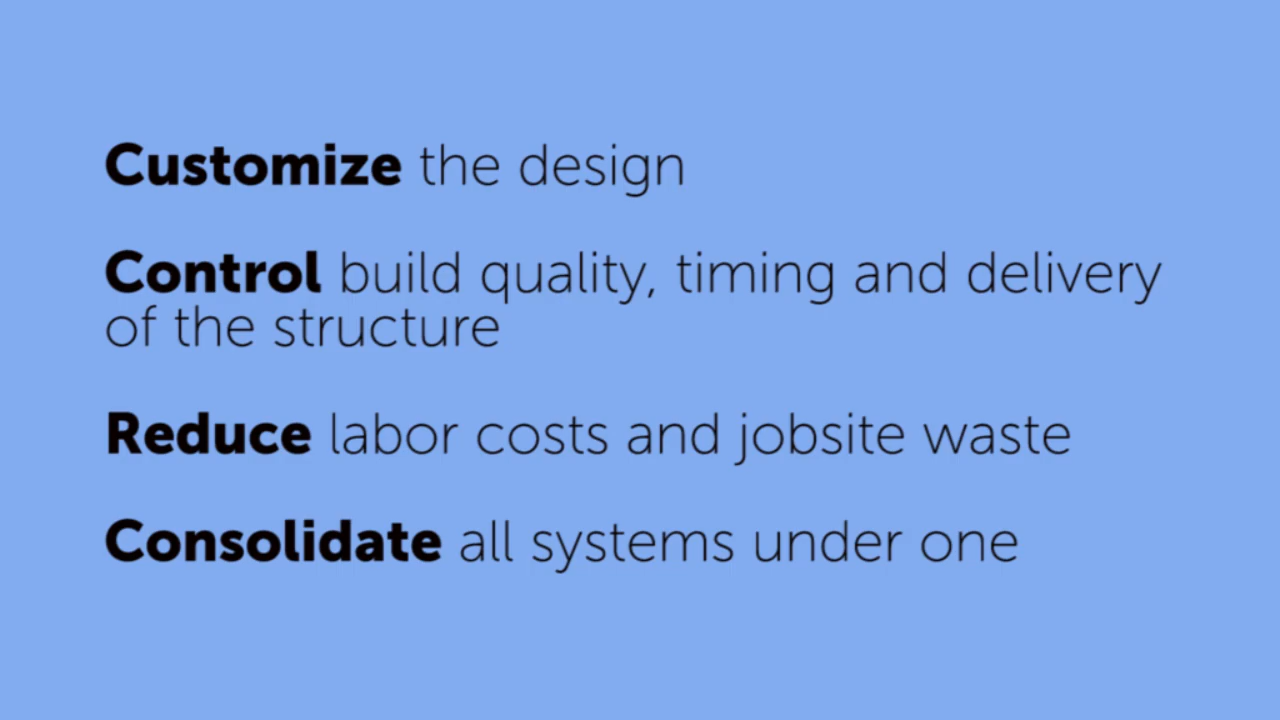 Customize the design
Control build quality, timing and delivery
of the structure
Reduce labor costs and jobsite waste
Consolidate all systems under one